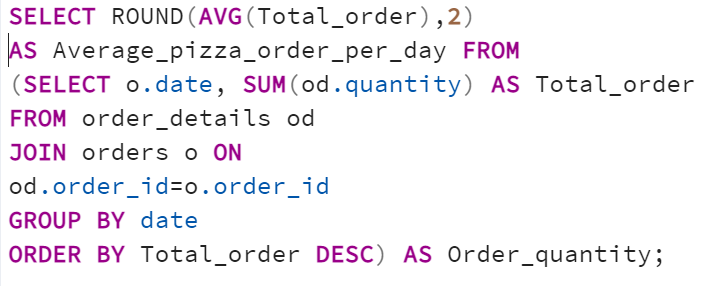 SELECT ROUND(AVG(Total_order),2)
AS Average_pizza_order_per_day FROM
(SELECT o.date, SUM(od.quantity) AS Total_order
FROM order_details od
JOIN orders o ON
od.order_id=o.order_id
GROUP BY date
ORDER BY Total_order DESC) AS Order_quantity;